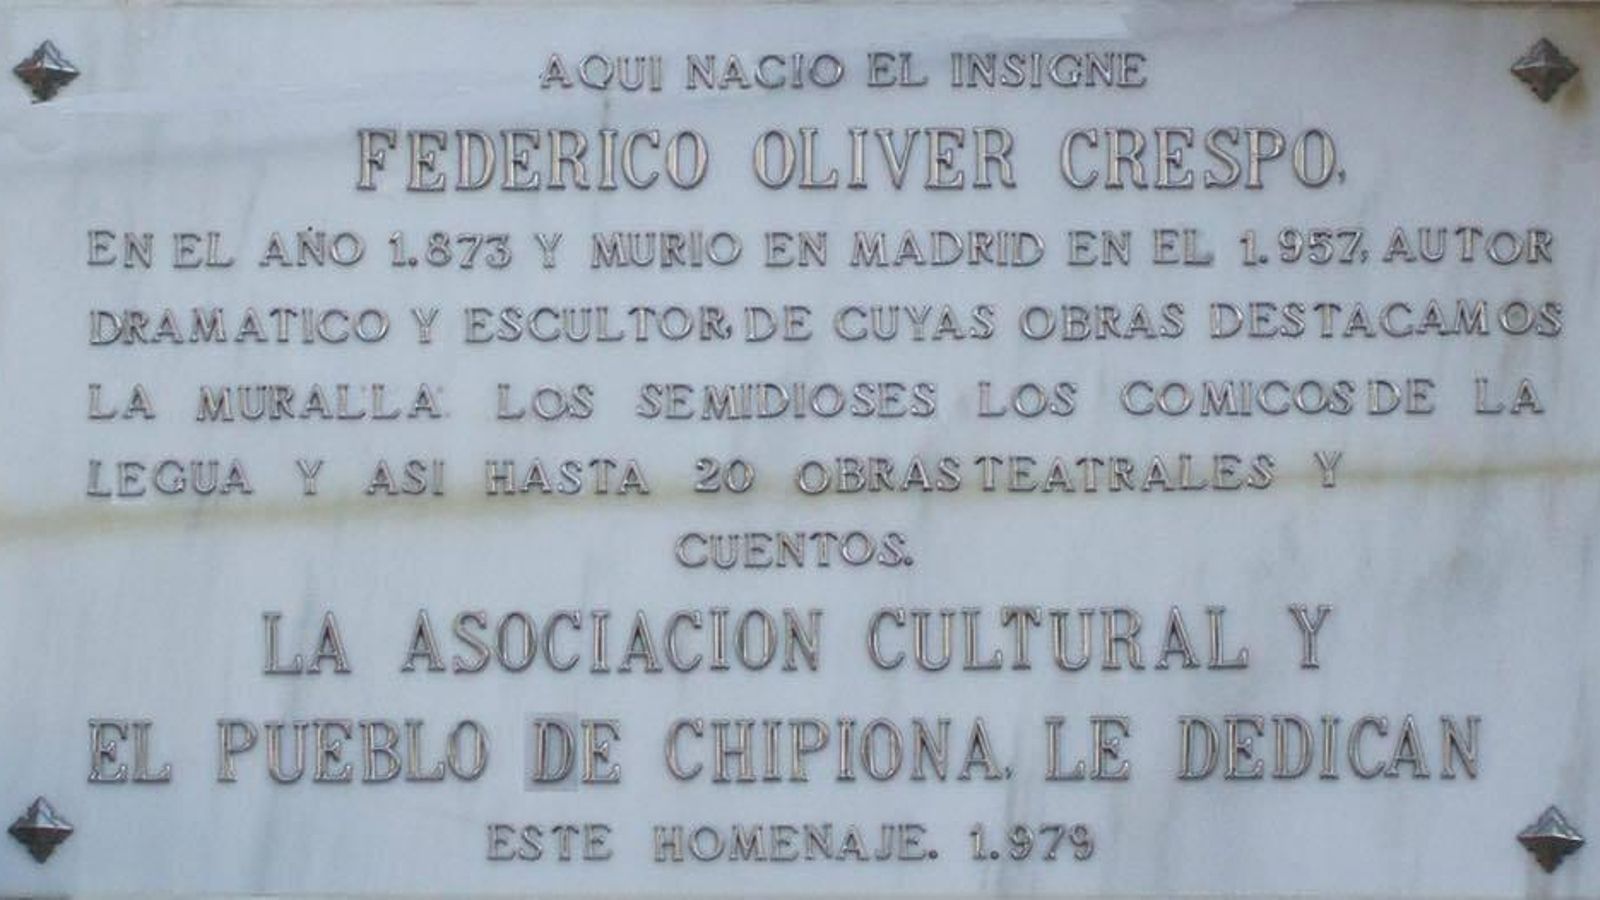 AQUI NACIO EL INSIGNE
FEDERICO OLIVER CRESPO,
EN EL AÑO 1.873 Y MURIO EN MADRID EN EL 1.957, AUTOR
DRAMATICO Y ESCULTOR, DE CUYAS OBRAS DESTACAMOS
LA MURALLA LOS SEMIDIOSES LOS COMICOS DE LA
LEGUA Y ASI HASTA 20 OBRAS TEATRALES Y
CUENTOS.
LA ASOCIACION CULTURAL Y
EL PUEBLO DE CHIPIONA, LE DEDICAN
ESTE HOMENAJE. 1.979